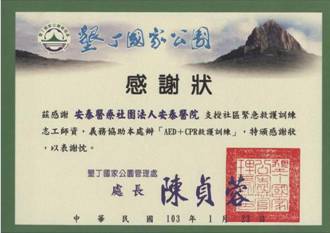 墾丁國家公園
感謝狀
茲感謝 安泰醫療社團法人安泰醫院 支援社區緊急救護訓練
志工師資，義務協助本處辦「AED+CPR救護訓練」，特頒感謝狀
，以表謝忱。
墾丁國家公園管理處
處長 陳貞蓉
中華民國 103 年 1 月 23 日